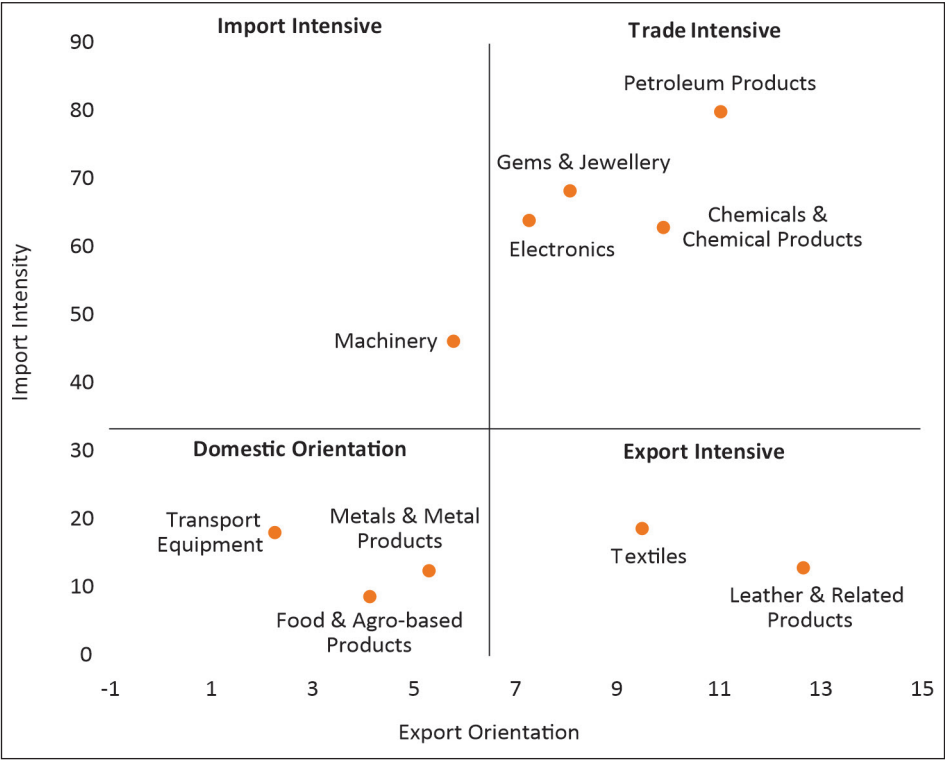 Import Intensive
Trade Intensive
90
80
70
60
50
40
30
20
10
0
Import Intensity
Petroleum Products
Gems & Jewellery
Chemicals &
Chemical Products
Electronics
Machinery
Domestic Orientation
Export Intensive
Transport
Equipment
Metals & Metal
Products
Food & Agro-based
Products
Textiles
Leather & Related
Products
-1 1 3 5 7 9 11 13 15
Export Orientation